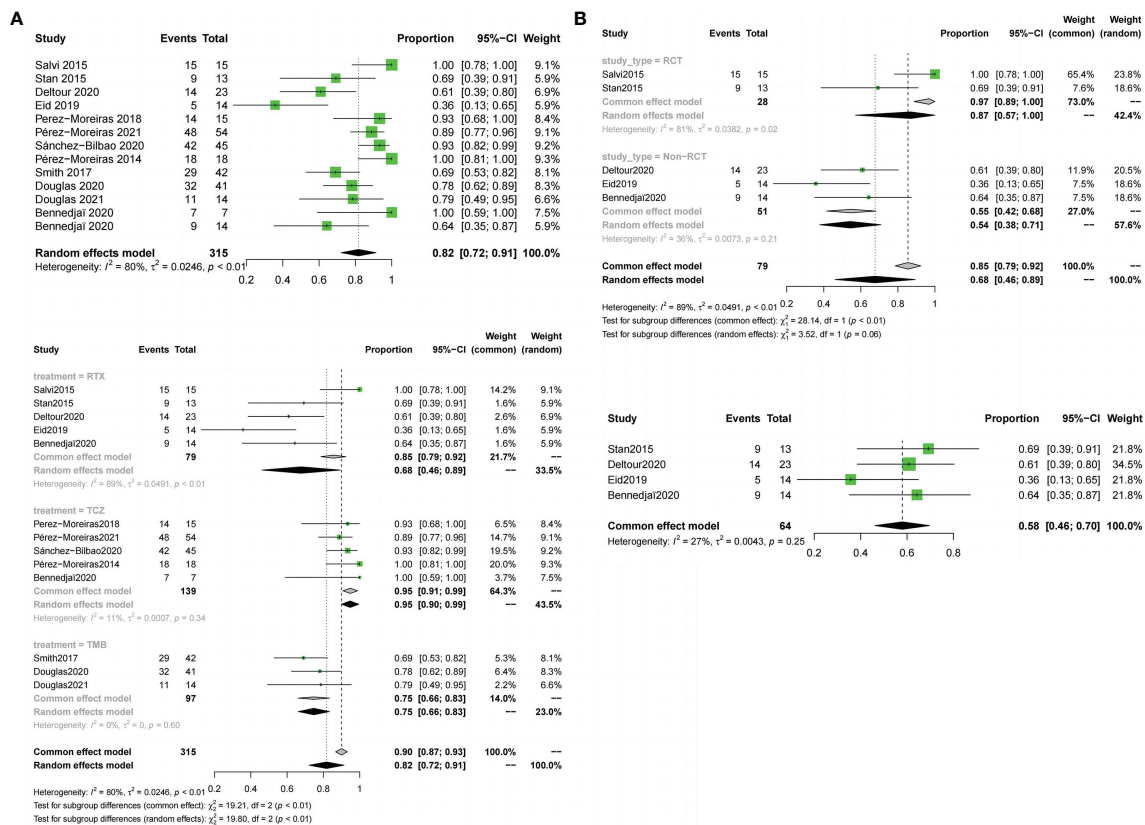 A
Study Events Total Proportion 95%−CI Weight
Salvi 2015 15 15 1.00 [0.78; 1.00] 9.1%
Stan 2015 9 13 0.69 [0.39; 0.91] 5.9%
Deltour 2020 14 23 0.61 [0.39; 0.80] 6.9%
Eid 2019 5 14 0.36 [0.13; 0.65] 5.9%
Perez-Moreiras 2018 14 15 0.93 [0.68; 1.00] 8.4%
Pérez-Moreiras 2021 48 54 0.89 [0.77; 0.96] 9.1%
Sánchez-Bilbao 2020 42 45 0.93 [0.82; 0.99] 9.2%
Pérez-Moreiras 2014 18 18 1.00 [0.81; 1.00] 9.3%
Smith 2017 29 42 0.69 [0.53; 0.82] 8.1%
Douglas 2020 32 41 0.78 [0.62; 0.89] 8.3%
Douglas 2021 11 14 0.79 [0.49; 0.95] 6.6%
Bennedjaï 2020 7 7 1.00 [0.59; 1.00] 7.5%
Bennedjaï 2020 9 14 0.64 [0.35; 0.87] 5.9%
Random effects model 315 0.82 [0.72; 0.91] 100.0%
Heterogeneity: I² = 80%, τ² = 0.0246, p < 0.01
0.2 0.4 0.6 0.8 1
Weight Weight
Study Events Total Proportion 95%−CI (common) (random)
treatment = RTX
Salvi2015 15 15 1.00 [0.78; 1.00] 14.2% 9.1%
Stan2015 9 13 0.69 [0.39; 0.91] 1.6% 5.9%
Deltour2020 14 23 0.61 [0.39; 0.80] 2.6% 6.9%
Eid2019 5 14 0.36 [0.13; 0.65] 1.6% 5.9%
Bennedjaï2020 9 14 0.64 [0.35; 0.87] 1.6% 5.9%
Common effect model 79 0.85 [0.79; 0.92] 21.7% −−
Random effects model 0.68 [0.46; 0.89] −− 33.5%
Heterogeneity: I² = 89%, τ² = 0.0491, p < 0.01
treatment = TCZ
Perez−Moreiras2018 14 15 0.93 [0.68; 1.00] 6.5% 8.4%
Pérez−Moreiras2021 48 54 0.89 [0.77; 0.96] 14.7% 9.1%
Sánchez−Bilbao2020 42 45 0.93 [0.82; 0.99] 19.5% 9.2%
Pérez−Moreiras2014 18 18 1.00 [0.81; 1.00] 20.0% 9.3%
Bennedjaï2020 7 7 1.00 [0.59; 1.00] 3.7% 7.5%
Common effect model 139 0.95 [0.91; 0.99] 64.3% −−
Random effects model 0.95 [0.90; 0.99] −− 43.5%
Heterogeneity: I² = 11%, τ² = 0.0007, p = 0.34
treatment = TMB
Smith2017 29 42 0.69 [0.53; 0.82] 5.3% 8.1%
Douglas2020 32 41 0.78 [0.62; 0.89] 6.4% 8.3%
Douglas2021 11 14 0.79 [0.49; 0.95] 2.2% 6.6%
Common effect model 97 0.75 [0.66; 0.83] 14.0% −−
Random effects model 0.75 [0.66; 0.83] −− 23.0%
Heterogeneity: I² = 0%, τ² = 0, p = 0.60
Common effect model 315 0.90 [0.87; 0.93] 100.0% −−
Random effects model 0.82 [0.72; 0.91] −− 100.0%
Heterogeneity: I² = 80%, τ² = 0.0246, p < 0.01
0.2 0.4 0.6 0.8 1
Test for subgroup differences (common effect): χ²₂ = 19.21, df = 2 (p < 0.01)
Test for subgroup differences (random effects): χ²₂ = 19.80, df = 2 (p < 0.01)
B
Weight Weight
Study Events Total Proportion 95%−CI (common) (random)
study_type = RCT
Salvi2015 15 15 1.00 [0.78; 1.00] 65.4% 23.8%
Stan2015 9 13 0.69 [0.39; 0.91] 7.6% 18.6%
Common effect model 28 0.97 [0.89; 1.00] 73.0% −−
Random effects model 0.87 [0.57; 1.00] −− 42.4%
Heterogeneity: I² = 81%, τ² = 0.0382, p = 0.02
study_type = Non−RCT
Deltour2020 14 23 0.61 [0.39; 0.80] 11.9% 20.5%
Eid2019 5 14 0.36 [0.13; 0.65] 7.5% 18.6%
Bennedjaï2020 9 14 0.64 [0.35; 0.87] 7.6% 18.6%
Common effect model 51 0.55 [0.42; 0.68] 27.0% −−
Random effects model 0.54 [0.38; 0.71] −− 57.6%
Heterogeneity: I² = 36%, τ² = 0.0073, p = 0.21
Common effect model 79 0.85 [0.79; 0.92] 100.0% −−
Random effects model 0.68 [0.46; 0.89] −− 100.0%
0.2 0.4 0.6 0.8 1
Heterogeneity: I² = 89%, τ² = 0.0491, p < 0.01
Test for subgroup differences (common effect): χ²₁ = 28.14, df = 1 (p < 0.01)
Test for subgroup differences (random effects): χ²₁ = 3.52, df = 1 (p = 0.06)
Study Events Total Proportion 95%−CI Weight
Stan2015 9 13 0.69 [0.39; 0.91] 21.8%
Deltour2020 14 23 0.61 [0.39; 0.80] 34.5%
Eid2019 5 14 0.36 [0.13; 0.65] 21.8%
Bennedjaï2020 9 14 0.64 [0.35; 0.87] 21.8%
Common effect model 64 0.58 [0.46; 0.70] 100.0%
Heterogeneity: I² = 27%, τ² = 0.0043, p = 0.25
0.2 0.4 0.6 0.8